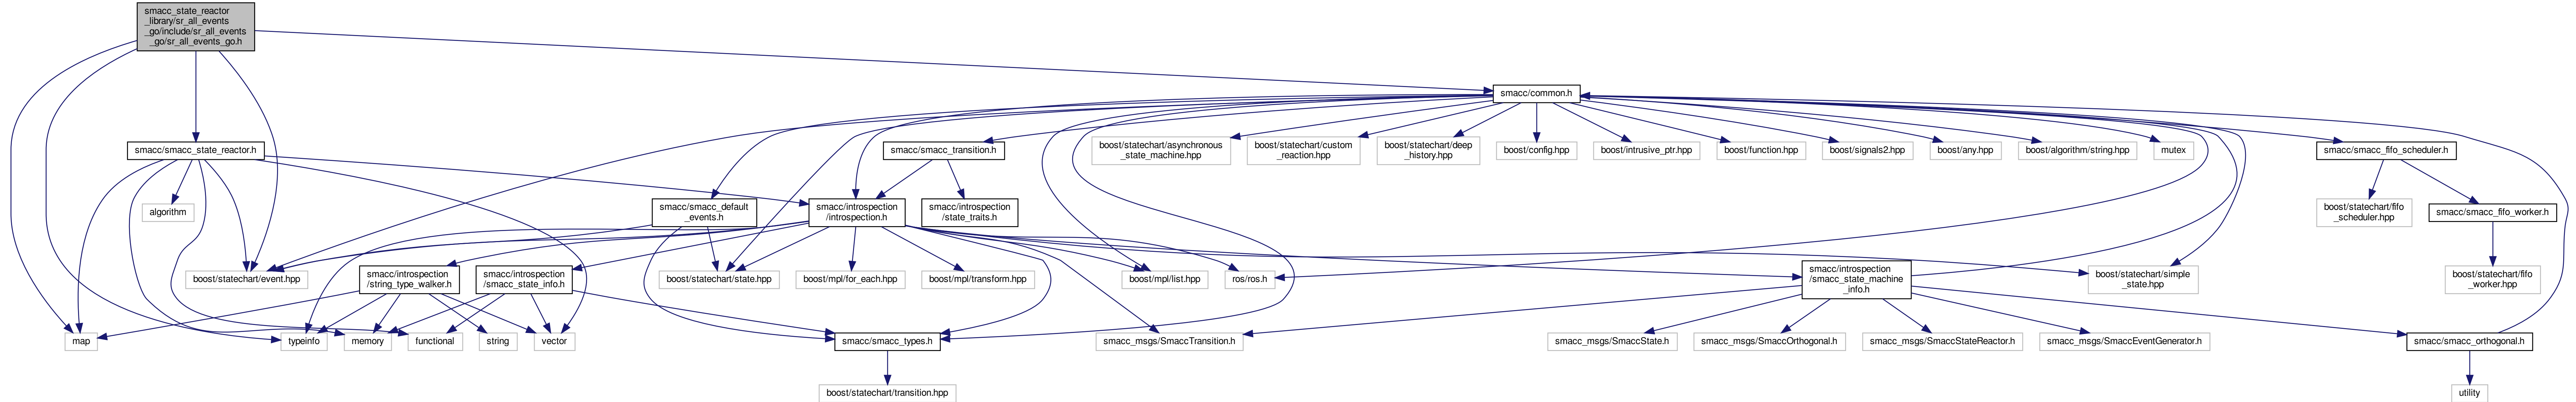 smacc_state_reactor
_library/sr_all_events
_go/include/sr_all_events
_go/sr_all_events_go.h
smacc/common.h
smacc/smacc_state_reactor.h
smacc/smacc_transition.h
boost/statechart/asynchronous
_state_machine.hpp
boost/statechart/custom
_reaction.hpp
boost/statechart/deep
_history.hpp
boost/config.hpp
boost/intrusive_ptr.hpp
boost/function.hpp
boost/signals2.hpp
boost/any.hpp
boost/algorithm/string.hpp
mutex
smacc/smacc_fifo_scheduler.h
algorithm
smacc/smacc_default
_events.h
smacc/introspection
/introspection.h
smacc/introspection
/state_traits.h
boost/statechart/fifo
_scheduler.hpp
smacc/smacc_fifo_worker.h
boost/statechart/event.hpp
smacc/introspection
/string_type_walker.h
smacc/introspection
/smacc_state_info.h
boost/statechart/state.hpp
boost/mpl/for_each.hpp
boost/mpl/transform.hpp
boost/mpl/list.hpp
ros/ros.h
smacc/introspection
/smacc_state_machine
_info.h
boost/statechart/simple
_state.hpp
boost/statechart/fifo
_worker.hpp
map
typeinfo
memory
functional
string
vector
smacc/smacc_types.h
smacc_msgs/SmaccTransition.h
smacc_msgs/SmaccState.h
smacc_msgs/SmaccOrthogonal.h
smacc_msgs/SmaccStateReactor.h
smacc_msgs/SmaccEventGenerator.h
smacc/smacc_orthogonal.h
boost/statechart/transition.hpp
utility